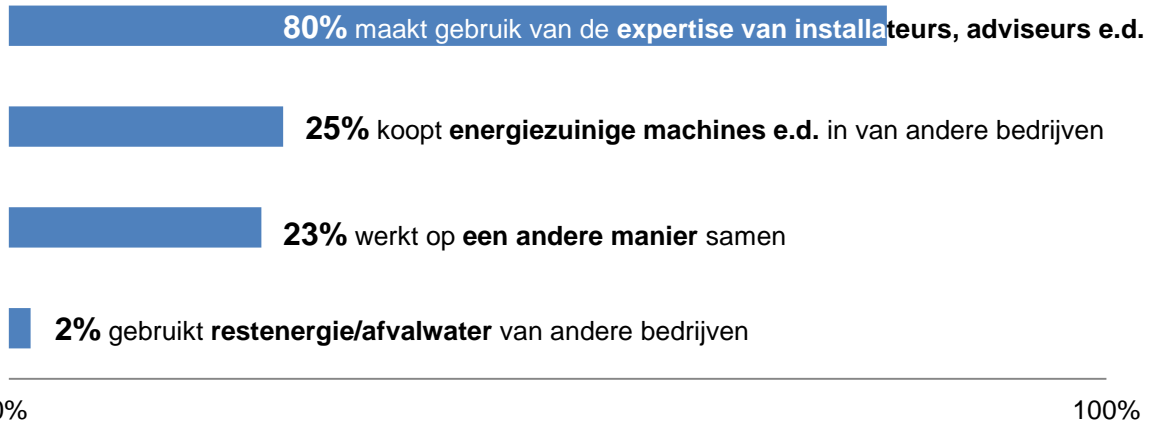 80% maakt gebruik van de expertise van installateurs, adviseurs e.d.
25% koopt energiezuinige machines e.d. in van andere bedrijven
23% werkt op een andere manier samen
2% gebruikt restenergie/afvalwater van andere bedrijven
0% 100%